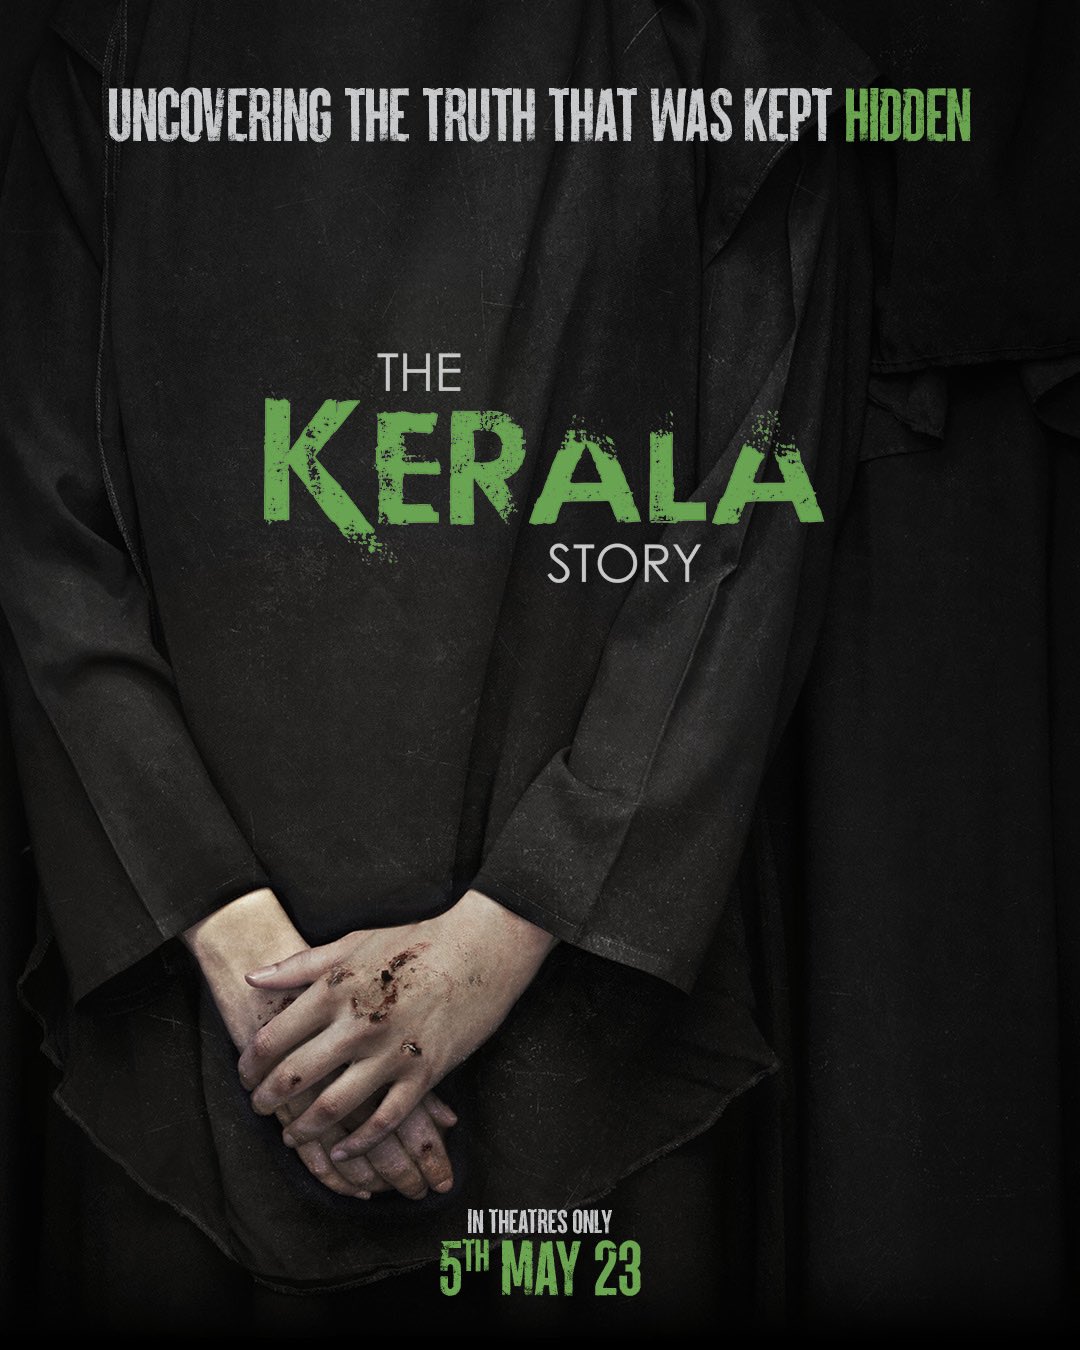 UNCOVERING THE TRUTH THAT WAS KEPT HIDDEN
THE
KERALA
STORY
IN THEATRES ONLY
5TH MAY 23